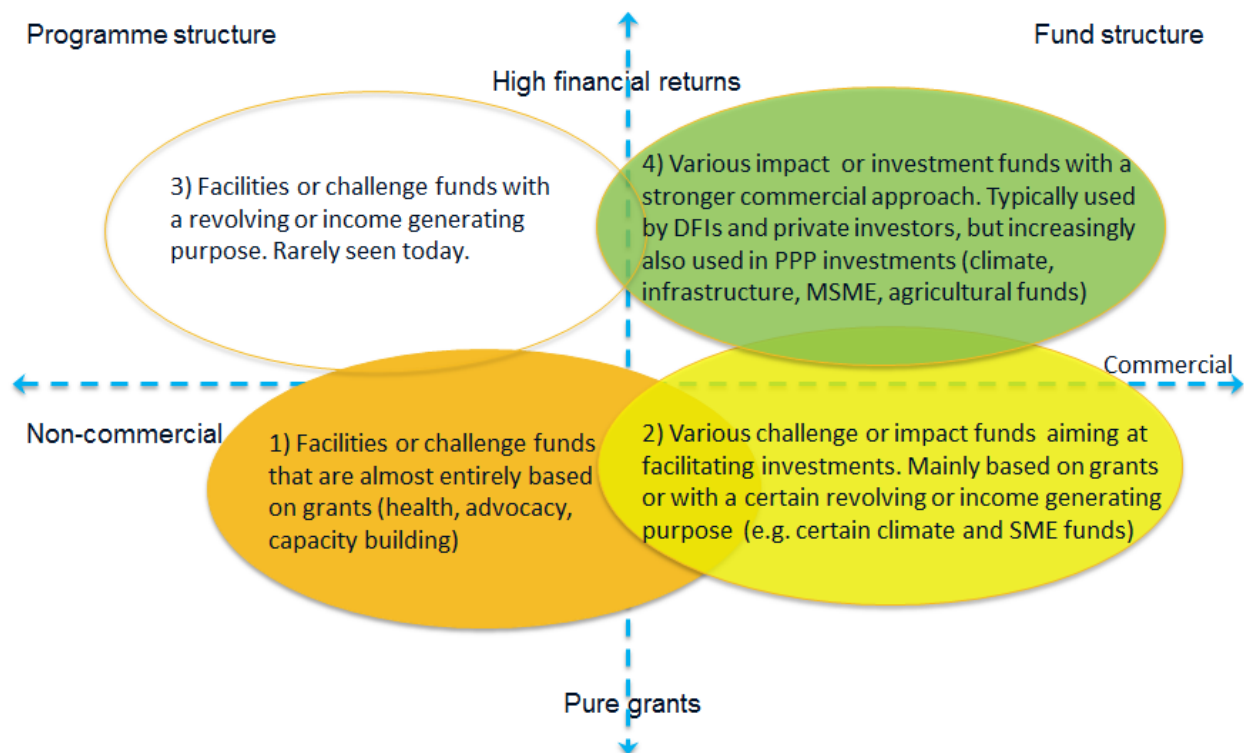 Programme structure
Fund structure
High financial returns
3) Facilities or challenge funds with
a revolving or income generating
purpose. Rarely seen today.
4) Various impact or investment funds with a
stronger commercial approach. Typically used
by DFIs and private investors, but increasingly
also used in PPP investments (climate,
infrastructure, MSME, agricultural funds)
Commercial
Non-commercial
1) Facilities or challenge funds
that are almost entirely based
on grants (health, advocacy,
capacity building)
2) Various challenge or impact funds aiming at
facilitating investments. Mainly based on grants
or with a certain revolving or income generating
purpose (e.g. certain climate and SME funds)
Pure grants